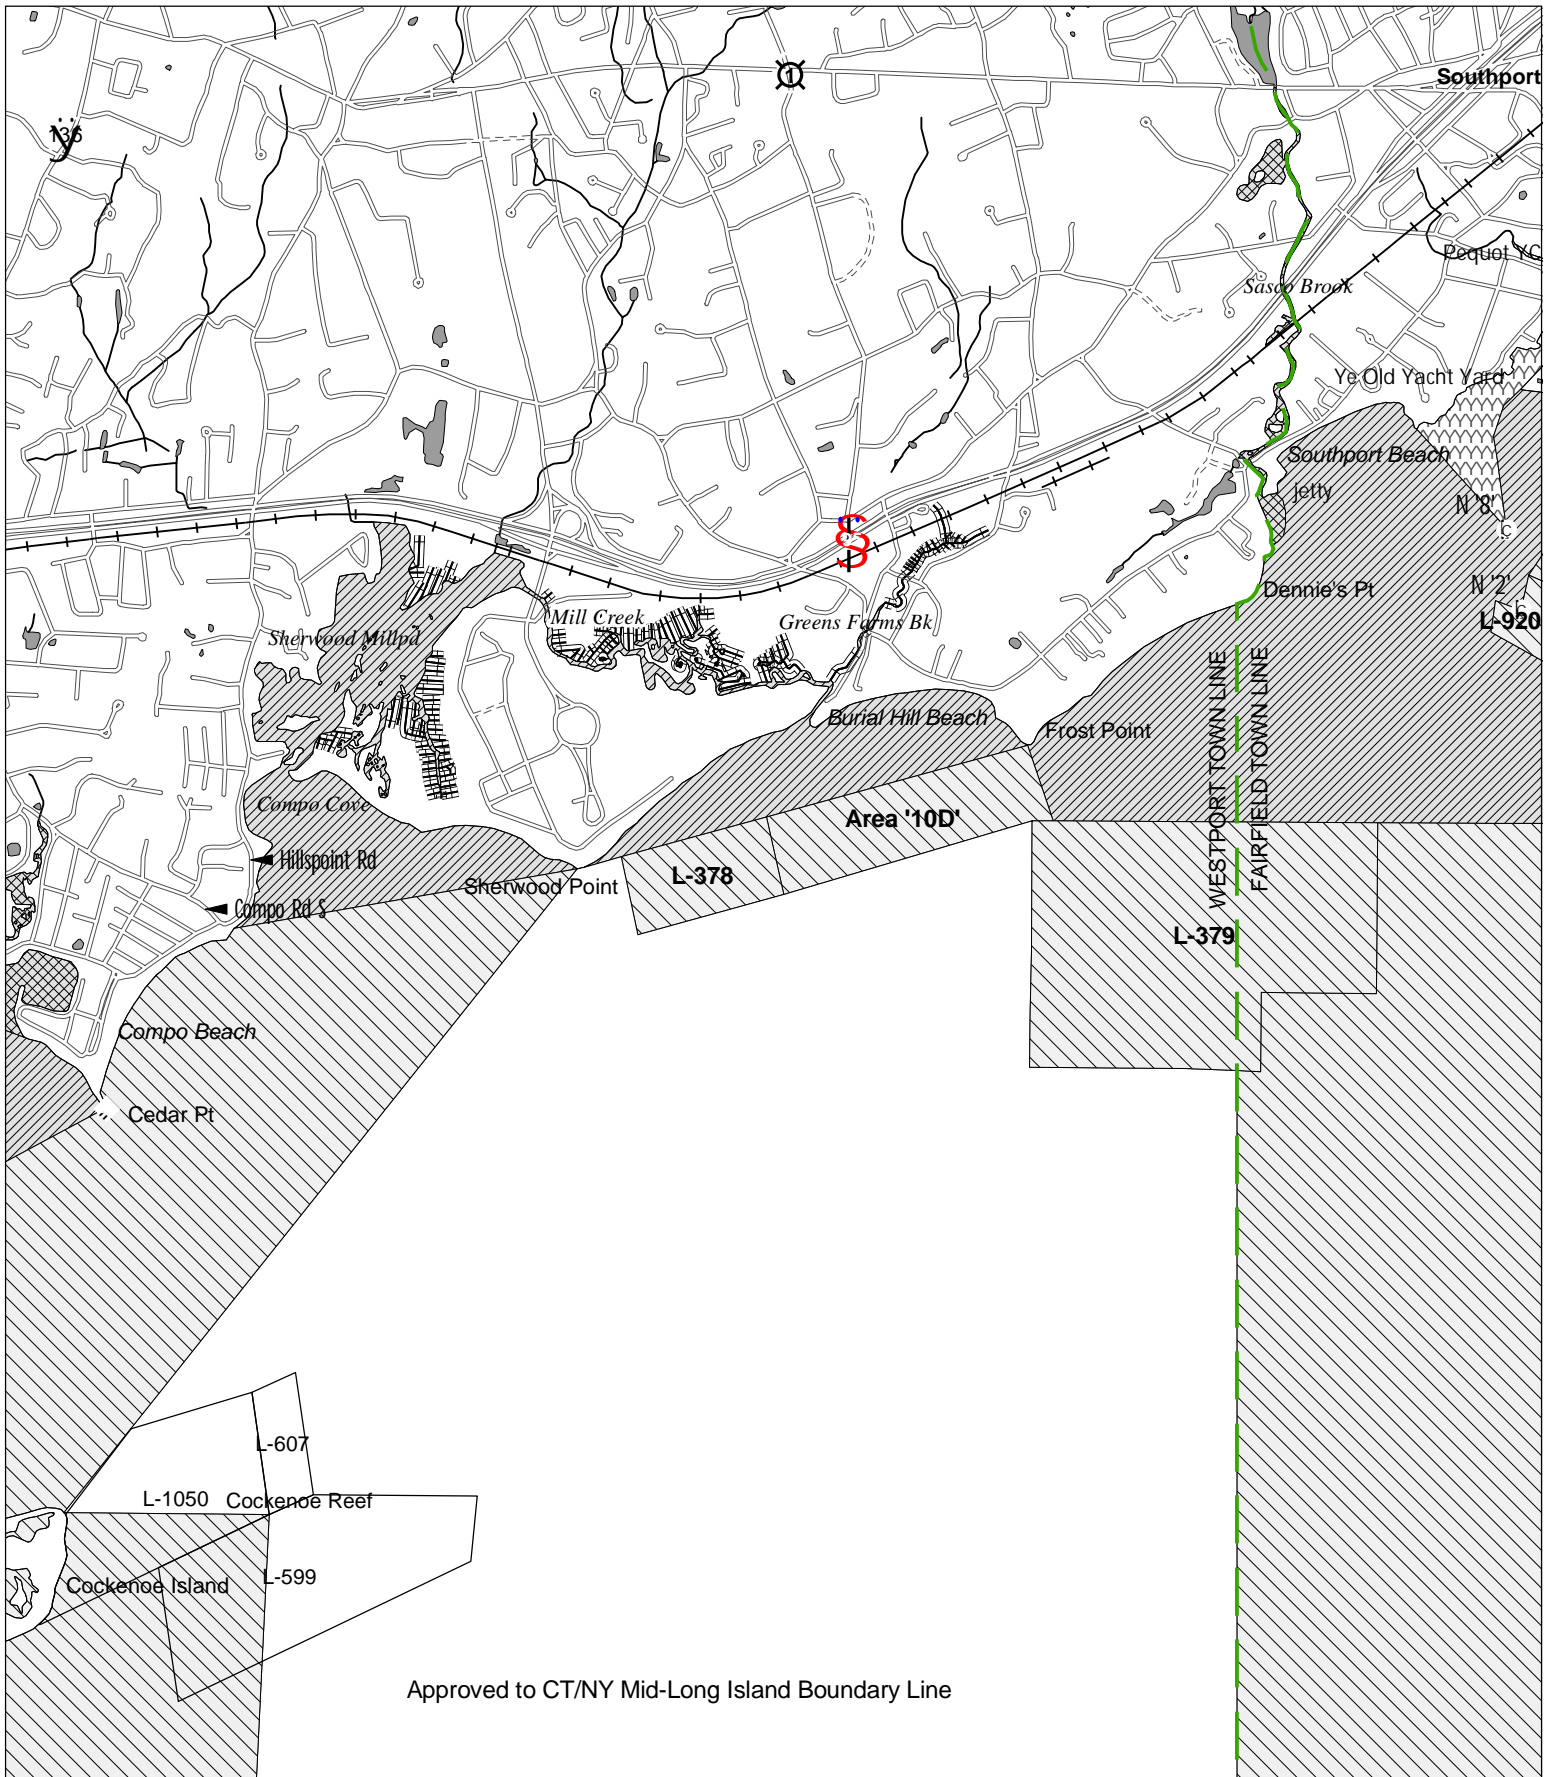 1
Southport
136
Pequot YC
Sasco Brook
Ye Old Yacht Yard
Southport Beach
jetty
N '8'
C
Dennie's Pt
N '2'
C
L-920
Mill Creek
Greens Farms Bk
Sherwood Millpd
WESTPORT TOWN LINE
FAIRFIELD TOWN LINE
Burial Hill Beach
Frost Point
Compo Cove
Area '10D'
Hillspoint Rd
L-378
Sherwood Point
Compo Rd S
L-379
Compo Beach
Cedar Pt
L-607
L-1050
Cockenoe Reef
L-599
Cockenoe Island
Approved to CT/NY Mid-Long Island Boundary Line